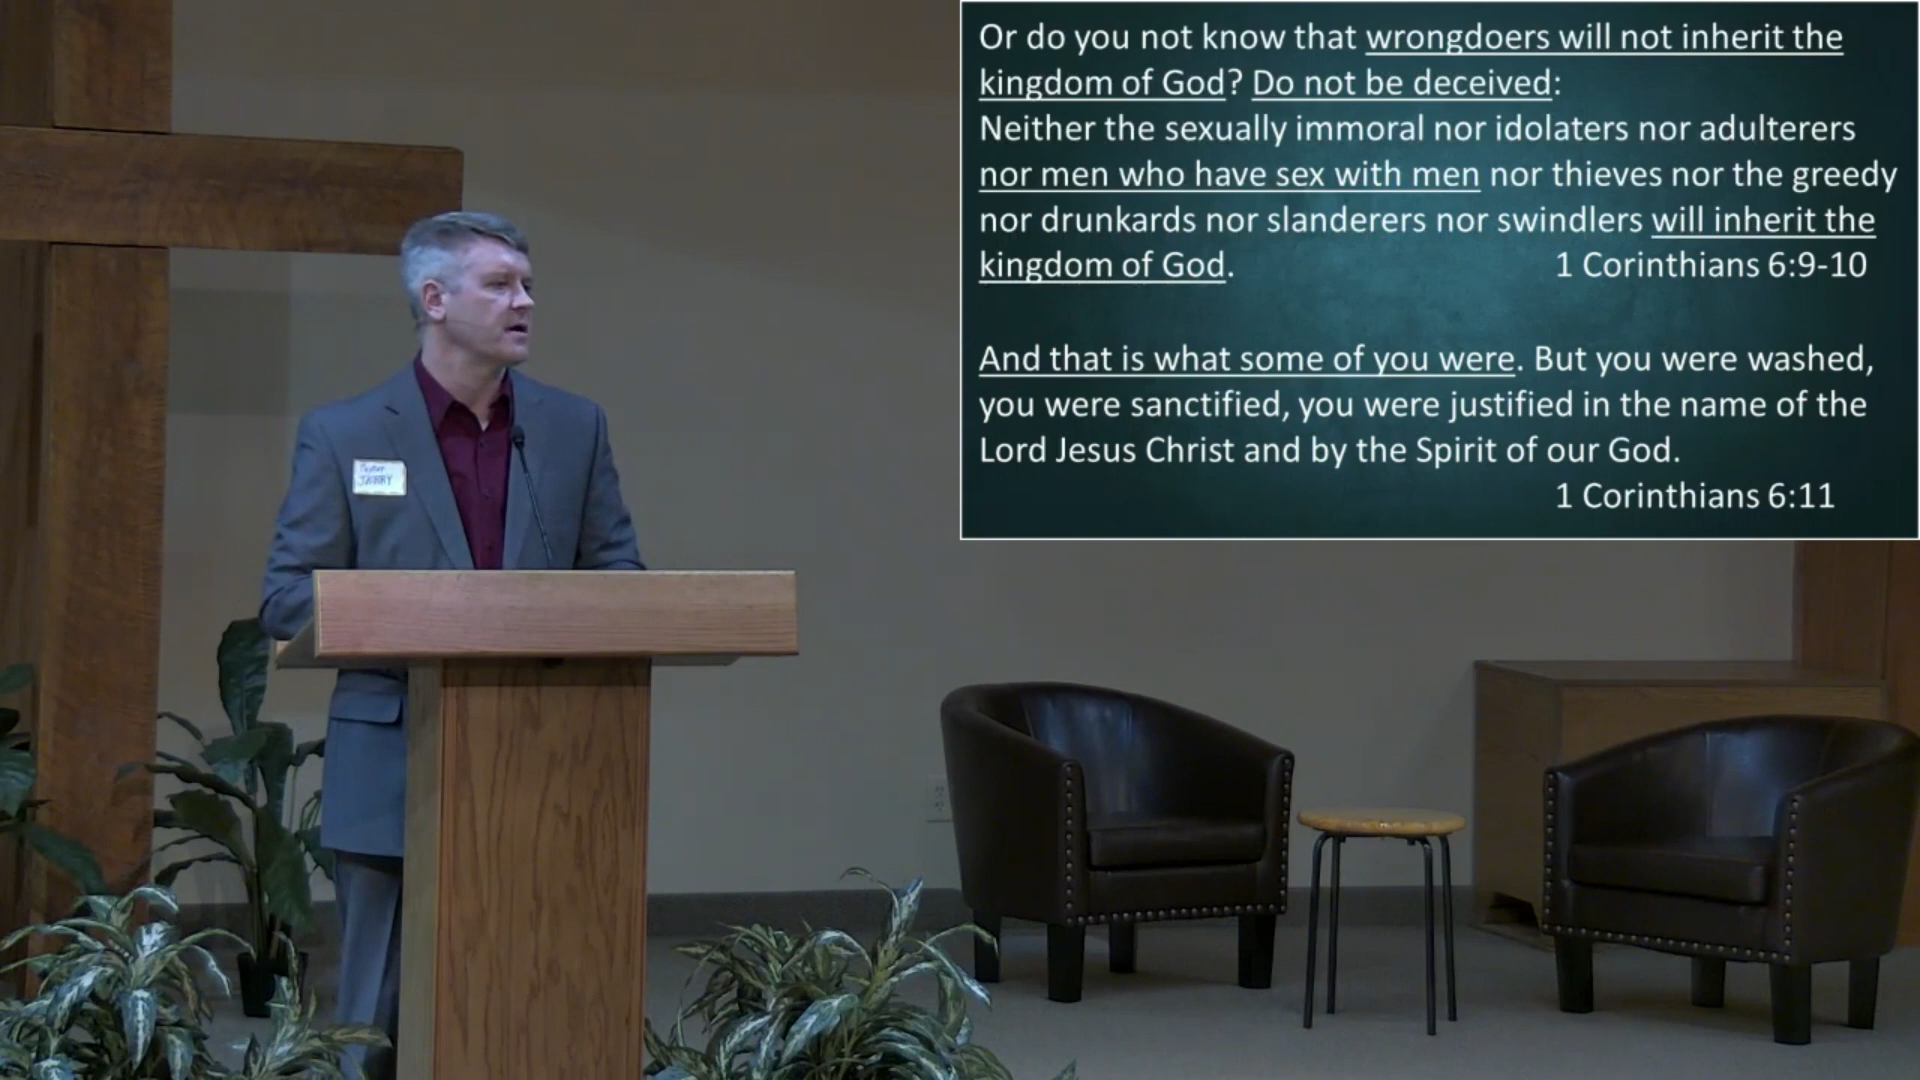 Or do you not know that wrongdoers will not inherit the
kingdom of God? Do not be deceived:
Neither the sexually immoral nor idolaters nor adulterers
nor men who have sex with men nor thieves nor the greedy
nor drunkards nor slanderers nor swindlers will inherit the
kingdom of God. 1 Corinthians 6:9-10
And that is what some of you were. But you were washed,
you were sanctified, you were justified in the name of the
Lord Jesus Christ and by the Spirit of our God.
1 Corinthians 6:11
Pastor